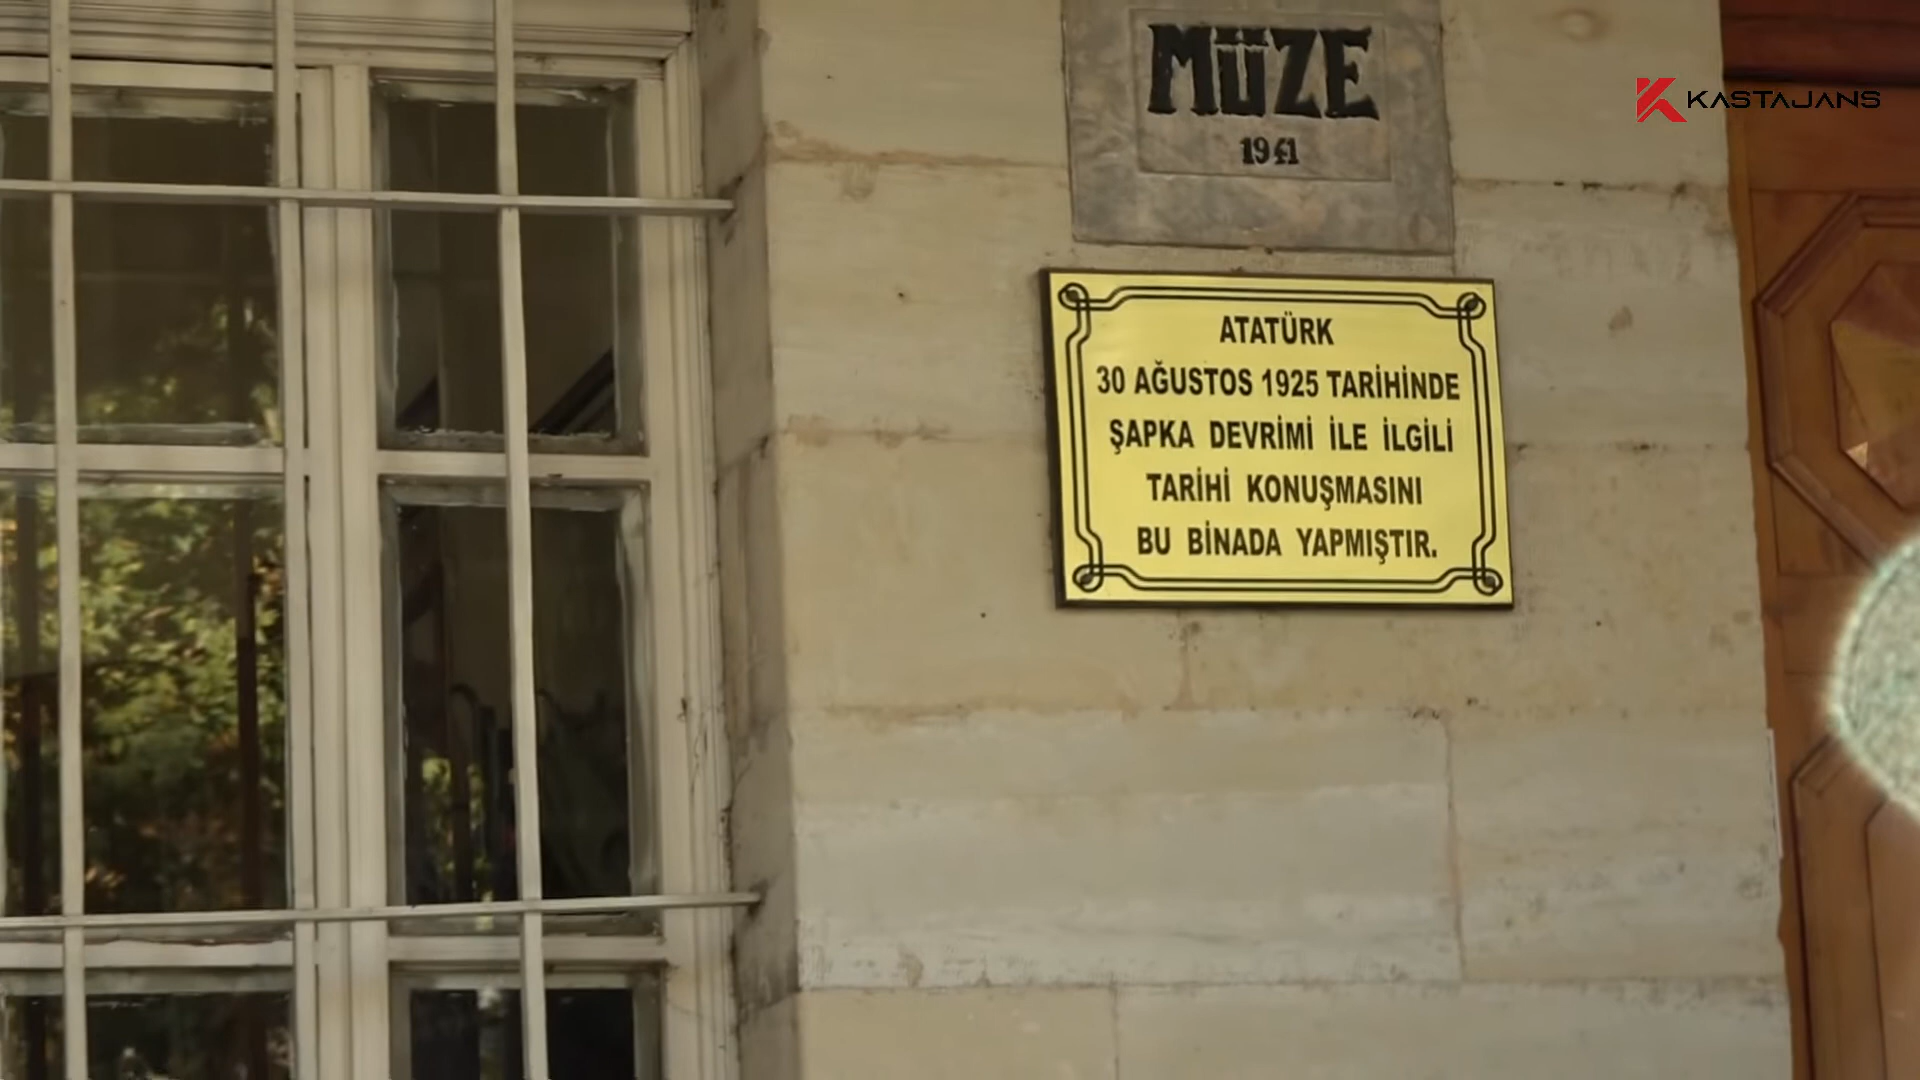 MÜZE
1941
KASTAJANS
ATATÜRK
30 AĞUSTOS 1925 TARİHİNDE
ŞAPKA DEVRİMİ İLE İLGİLİ
TARİHİ KONUŞMASINI
BU BİNADA YAPMIŞTIR.